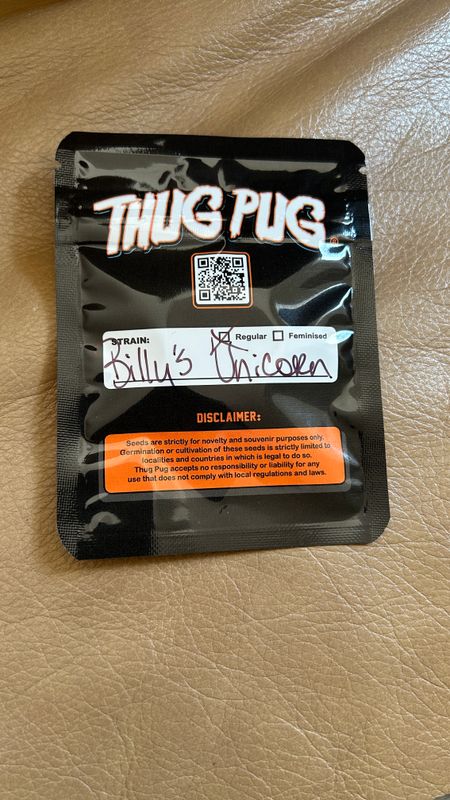 THUG PUG
STRAIN: Regular Feminised
Billy's Unicorn
DISCLAIMER:
Seeds are strictly for novelty and souvenir purposes only.
Germination or cultivation of these seeds is strictly limited to
localities and countries in which is legal to do so.
Thug Pug accepts no responsibility or liability for any
use that does not comply with local regulations and laws.